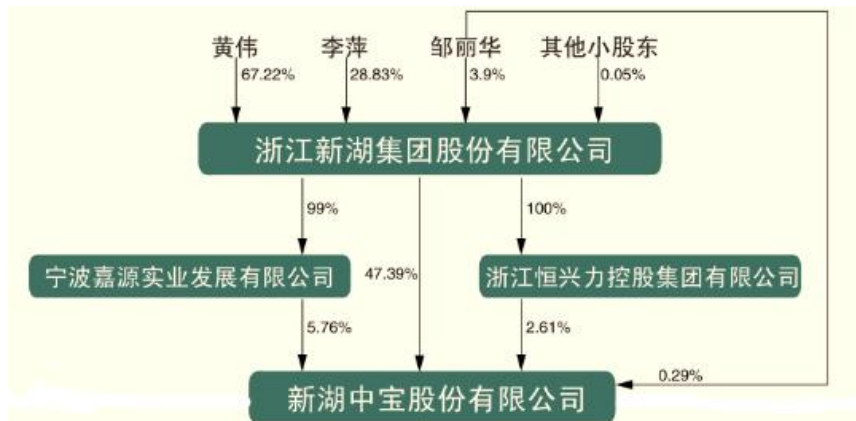 黄伟 李萍 邹丽华 其他小股东
67.22% 28.83% 3.9% 0.05%
浙江新湖集团股份有限公司
99% 100%
宁波嘉源实业发展有限公司 47.39% 浙江恒兴力控股集团有限公司
5.76% 2.61%
0.29%
新湖中宝股份有限公司